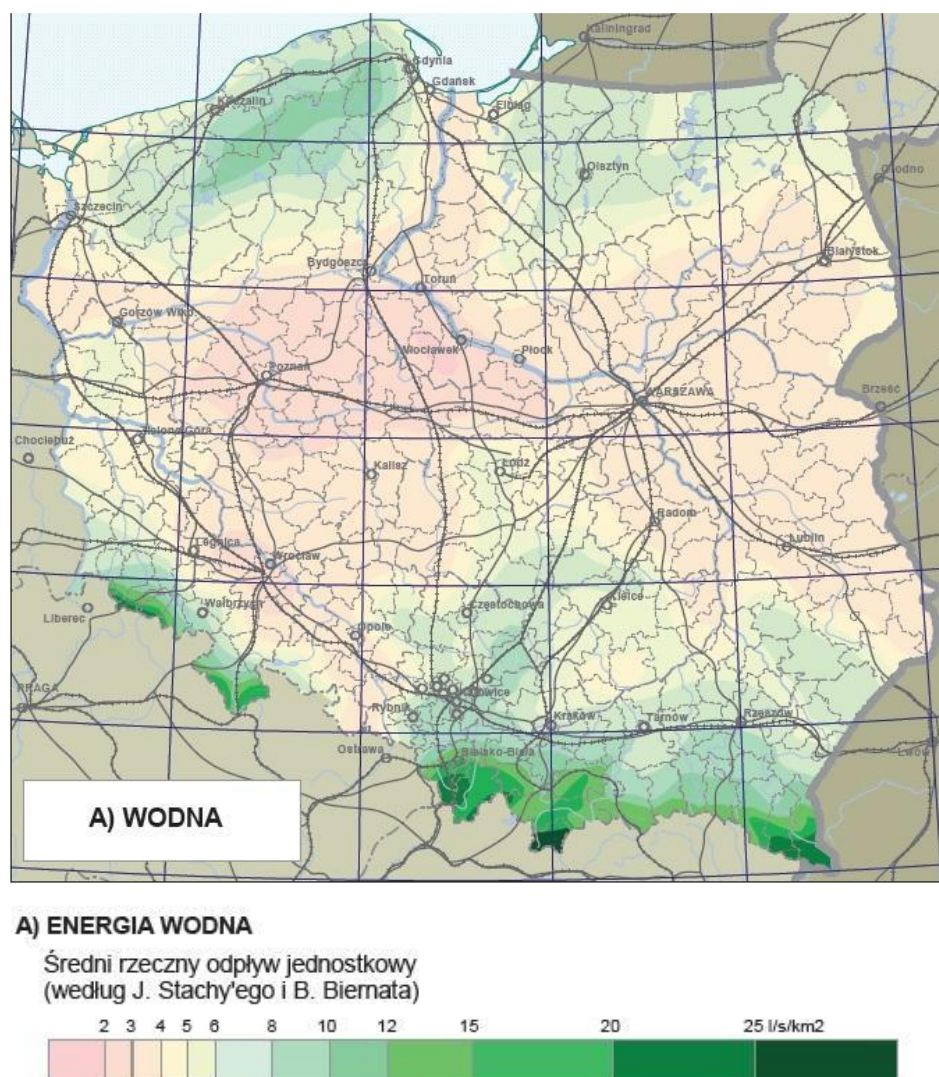 Kaliningrad
Gdynia
Gdańsk
Koszalin
Elbląg
Olsztyn
Grodno
Szczecin
Białystok
Bydgoszcz
Toruń
Gorzów Wlkp.
Włocławek
Płock
Poznań
WARSZAWA
Brześć
Zielona Góra
Chociebuż
Kalisz
Łódź
Radom
Lublin
Legnica
Wrocław
Wałbrzych
Liberec
Częstochowa
Kielce
Opole
PRAGA
Katowice
Rybnik
Kraków
Tarnów
Rzeszów
Ostrawa
Bielsko-Biała
Lwów
A) WODNA
A) ENERGIA WODNA
Średni rzeczny odpływ jednostkowy
(według J. Stachy'ego i B. Biernata)
2 3 4 5 6 8 10 12 15 20 25 l/s/km2